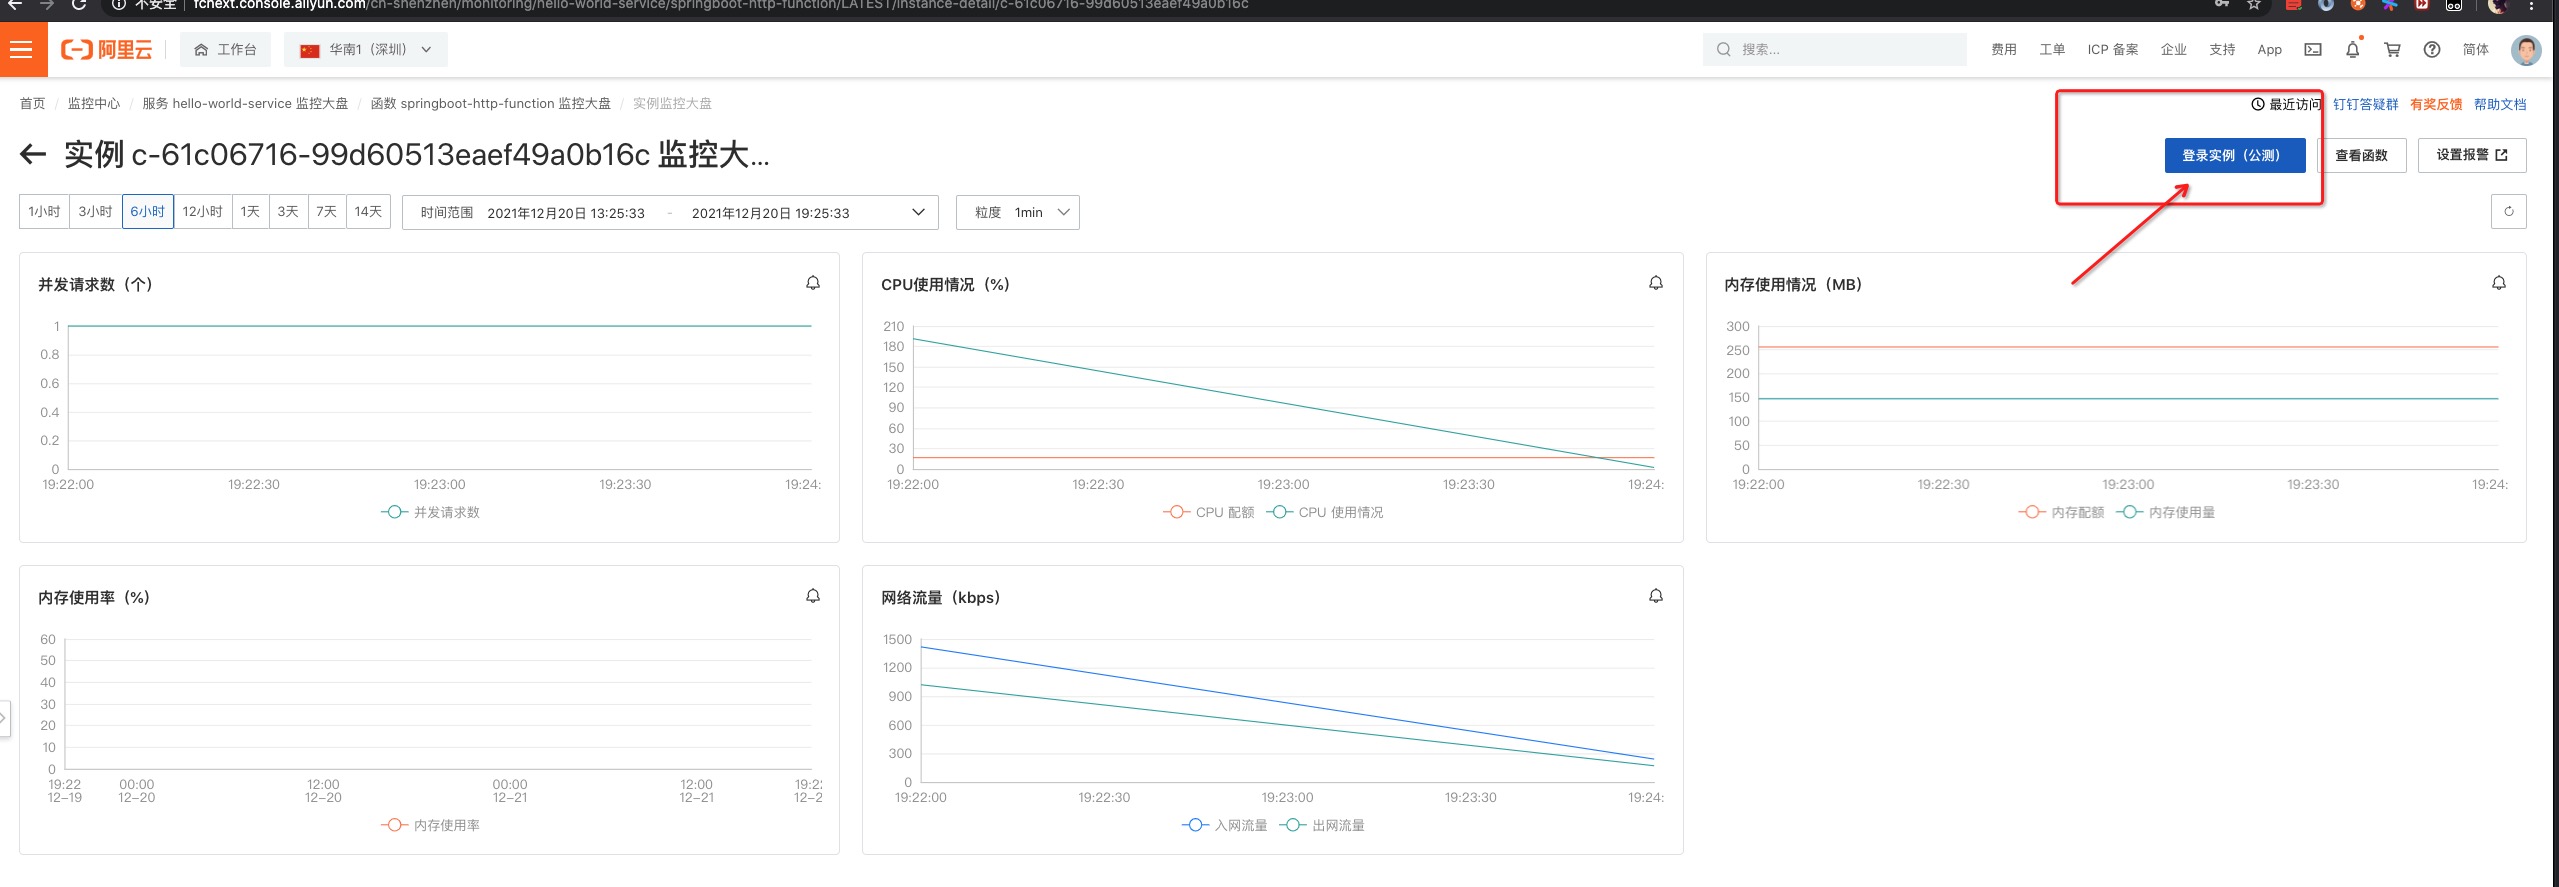 不安全 | fcnext.console.aliyun.com/cn-shenzhen/monitoring/hello-world-service/springboot-http-function/LATEST/instance-detail/c-61c06716-99d60513eaef49a0b16c
阿里云 工作台 华南1（深圳） 搜索... 费用 工单 ICP 备案 企业 支持 App 简体
首页 / 监控中心 / 服务 hello-world-service 监控大盘 / 函数 springboot-http-function 监控大盘 / 实例监控大盘 最近访问 钉钉答疑群 有奖反馈 帮助文档
实例 c-61c06716-99d60513eaef49a0b16c 监控大... 登录实例（公测） 查看函数 设置报警
1小时 3小时 6小时 12小时 1天 3天 7天 14天 时间范围 2021年12月20日 13:25:33 - 2021年12月20日 19:25:33 粒度 1min
并发请求数（个）
1
0.8
0.6
0.4
0.2
0
19:22:00 19:22:30 19:23:00 19:23:30 19:24:
并发请求数
CPU使用情况（%）
210
180
150
120
90
60
30
0
19:22:00 19:22:30 19:23:00 19:23:30 19:24:
CPU 配额 CPU 使用情况
内存使用情况（MB）
300
250
200
150
100
50
0
19:22:00 19:22:30 19:23:00 19:23:30 19:24:
内存配额 内存使用量
内存使用率（%）
60
50
40
30
20
10
0
19:22 00:00 12:00 00:00 12:00 19:2
12-19 12-20 12-20 12-21 12-21 12-2
内存使用率
网络流量（kbps）
1500
1200
900
600
300
0
19:22:00 19:22:30 19:23:00 19:23:30 19:24:
入网流量 出网流量